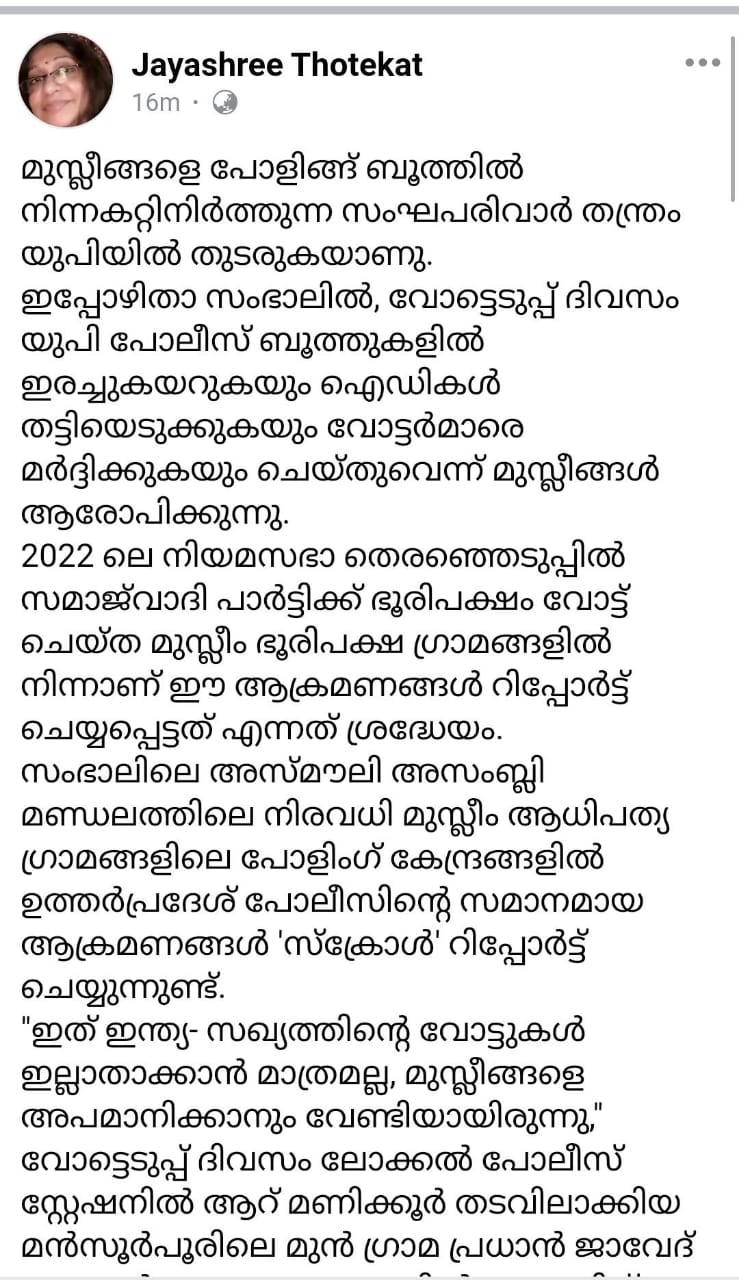 Jayashree Thotekat
16m
മുസ്ലീങ്ങളെ പോളിങ്ങ് ബൂത്തിൽ
നിന്നകറ്റിനിർത്തുന്ന സംഘപരിവാർ തന്ത്രം
യുപിയിൽ തുടരുകയാണു.
ഇപ്പോഴിതാ സംഭാലിൽ, വോട്ടെടുപ്പ് ദിവസം
യുപി പോലീസ് ബൂത്തുകളിൽ
ഇരച്ചുകയറുകയും ഐഡികൾ
തട്ടിയെടുക്കുകയും വോട്ടർമാരെ
മർദ്ദിക്കുകയും ചെയ്തുവെന്ന് മുസ്ലീങ്ങൾ
ആരോപിക്കുന്നു.
2022 ലെ നിയമസഭാ തെരഞ്ഞെടുപ്പിൽ
സമാജ്‌വാദി പാർട്ടിക്ക് ഭൂരിപക്ഷം വോട്ട്
ചെയ്ത മുസ്ലീം ഭൂരിപക്ഷ ഗ്രാമങ്ങളിൽ
നിന്നാണ് ഈ ആക്രമണങ്ങൾ റിപ്പോർട്ട്
ചെയ്യപ്പെട്ടത് എന്നത് ശ്രദ്ധേയം.
സംഭാലിലെ അസ്മൗലി അസംബ്ലി
മണ്ഡലത്തിലെ നിരവധി മുസ്ലീം ആധിപത്യ
ഗ്രാമങ്ങളിലെ പോളിംഗ് കേന്ദ്രങ്ങളിൽ
ഉത്തർപ്രദേശ് പോലീസിന്റെ സമാനമായ
ആക്രമണങ്ങൾ 'സ്ക്രോൾ' റിപ്പോർട്ട്
ചെയ്യുന്നുണ്ട്.
"ഇത് ഇന്ത്യ- സഖ്യത്തിന്റെ വോട്ടുകൾ
ഇല്ലാതാക്കാൻ മാത്രമല്ല, മുസ്ലീങ്ങളെ
അപമാനിക്കാനും വേണ്ടിയായിരുന്നു,"
വോട്ടെടുപ്പ് ദിവസം ലോക്കൽ പോലീസ്
സ്റ്റേഷനിൽ ആറ് മണിക്കൂർ തടവിലാക്കിയ
മൻസൂർപൂരിലെ മുൻ ഗ്രാമ പ്രധാൻ ജാവേദ്